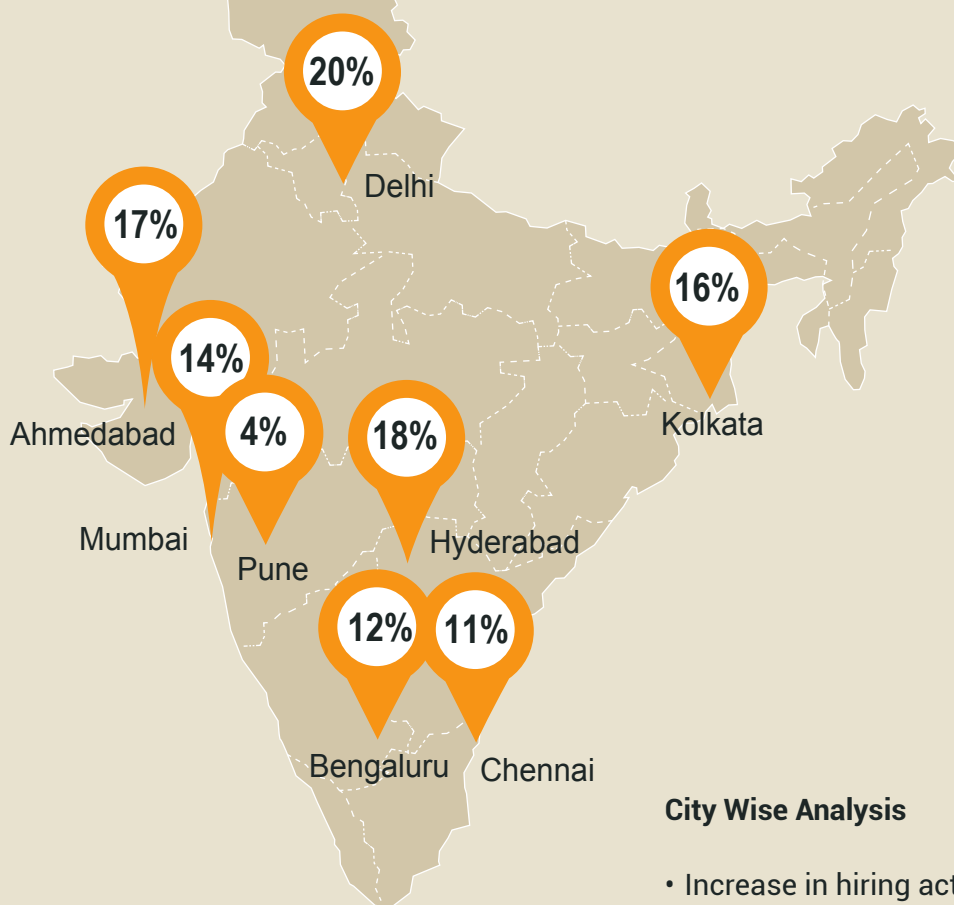 20%
Delhi
17%
16%
14%
4%
18%
Ahmedabad
Kolkata
Mumbai
Pune
Hyderabad
12%
11%
Bengaluru
Chennai
City Wise Analysis
• Increase in hiring act